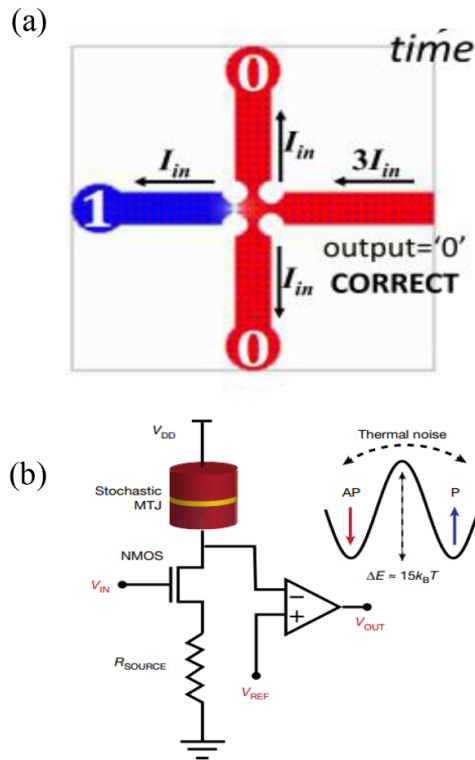 (a)
time
0
I_in
I_in
3I_in
1
output='0'
I_in
CORRECT
0
(b)
V_DD
Thermal noise
Stochastic
MTJ
AP
P
NMOS
V_IN
ΔE ≈ 15k_BT
V_OUT
R_SOURCE
V_REF